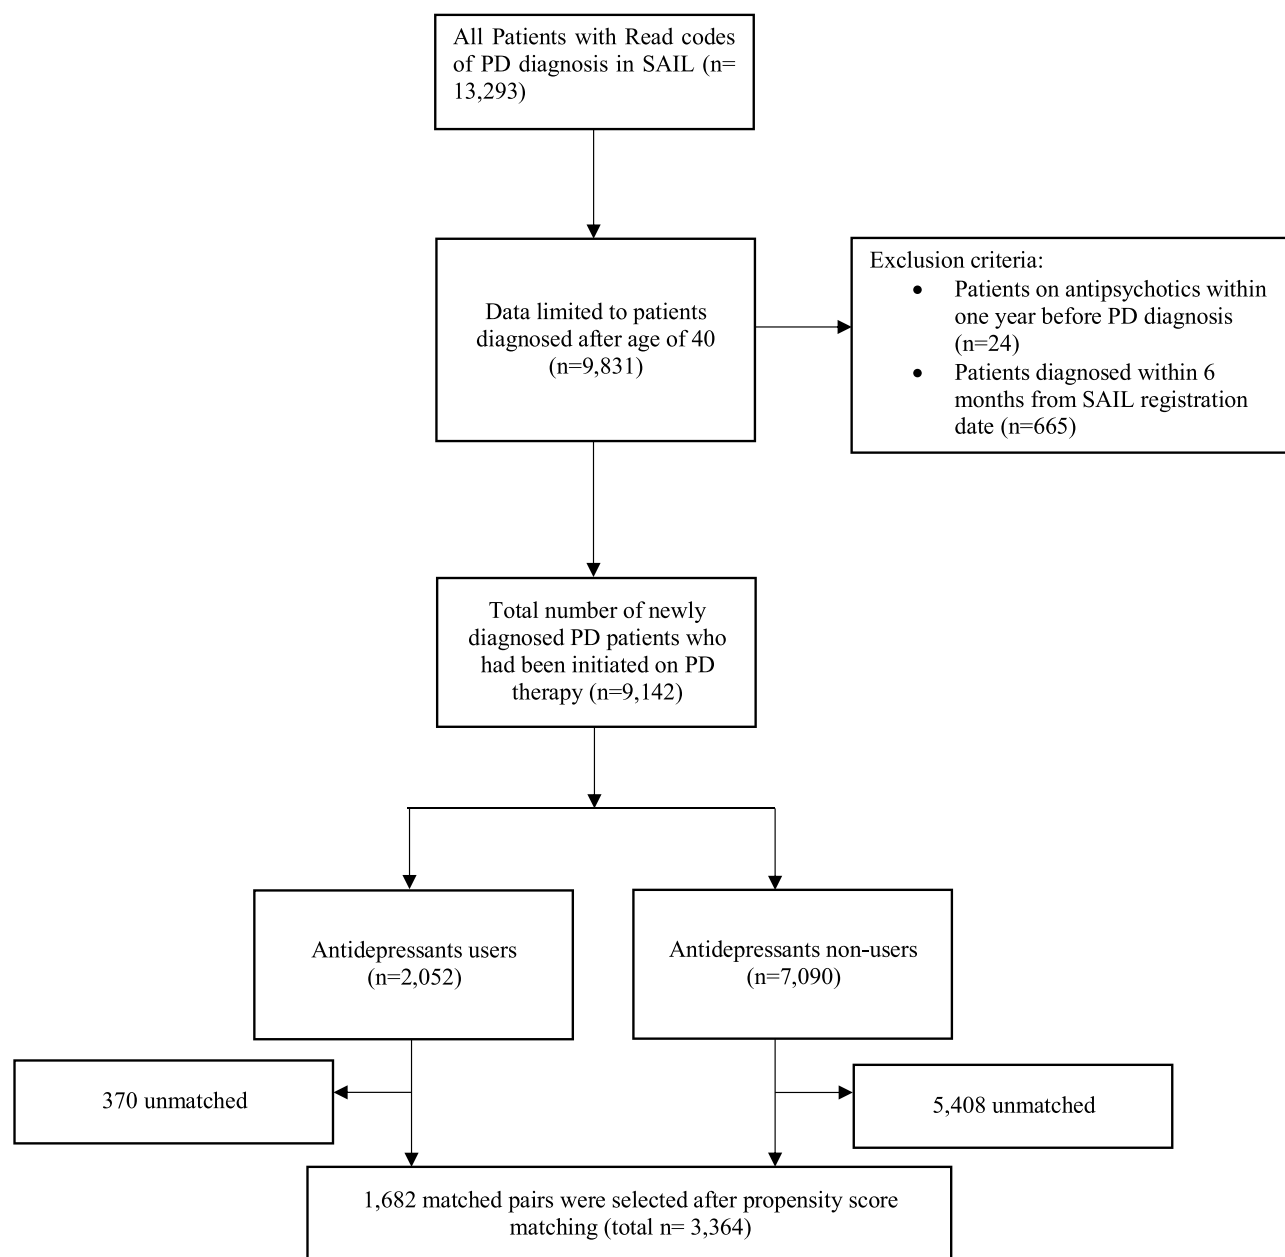 All Patients with Read codes
of PD diagnosis in SAIL (n=
13,293)
Data limited to patients
diagnosed after age of 40
(n=9,831)
Exclusion criteria:
• Patients on antipsychotics within
one year before PD diagnosis
(n=24)
• Patients diagnosed within 6
months from SAIL registration
date (n=665)
Total number of newly
diagnosed PD patients who
had been initiated on PD
therapy (n=9,142)
Antidepressants users
(n=2,052)
Antidepressants non-users
(n=7,090)
370 unmatched
5,408 unmatched
1,682 matched pairs were selected after propensity score
matching (total n= 3,364)